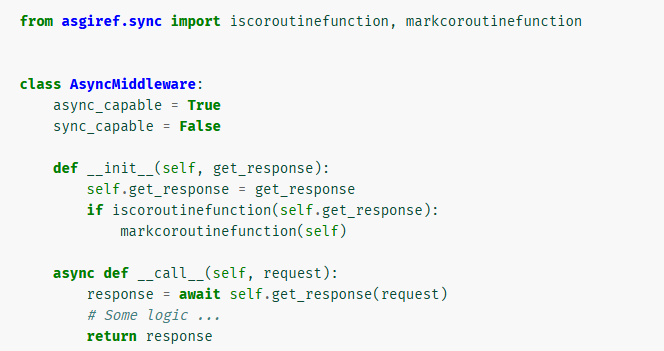 from asgiref.sync import iscoroutinefunction, markcoroutinefunction
class AsyncMiddleware:
    async_capable = True
    sync_capable = False
    def __init__(self, get_response):
        self.get_response = get_response
        if iscoroutinefunction(self.get_response):
            markcoroutinefunction(self)
    async def __call__(self, request):
        response = await self.get_response(request)
        # Some logic ...
        return response